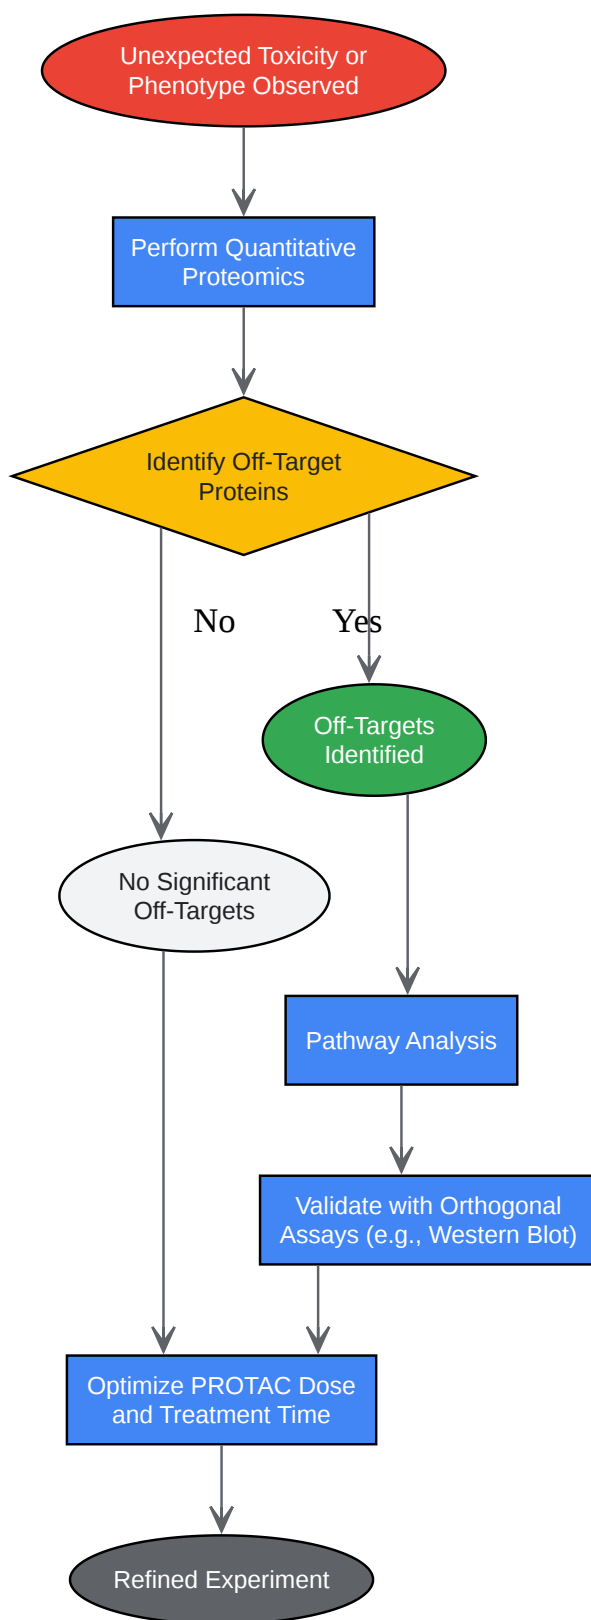 Unexpected Toxicity or
Phenotype Observed
Perform Quantitative
Proteomics
Identify Off-Target
Proteins
No
Yes
Off-Targets
Identified
No Significant
Off-Targets
Pathway Analysis
Validate with Orthogonal
Assays (e.g., Western Blot)
Optimize PROTAC Dose
and Treatment Time
Refined Experiment